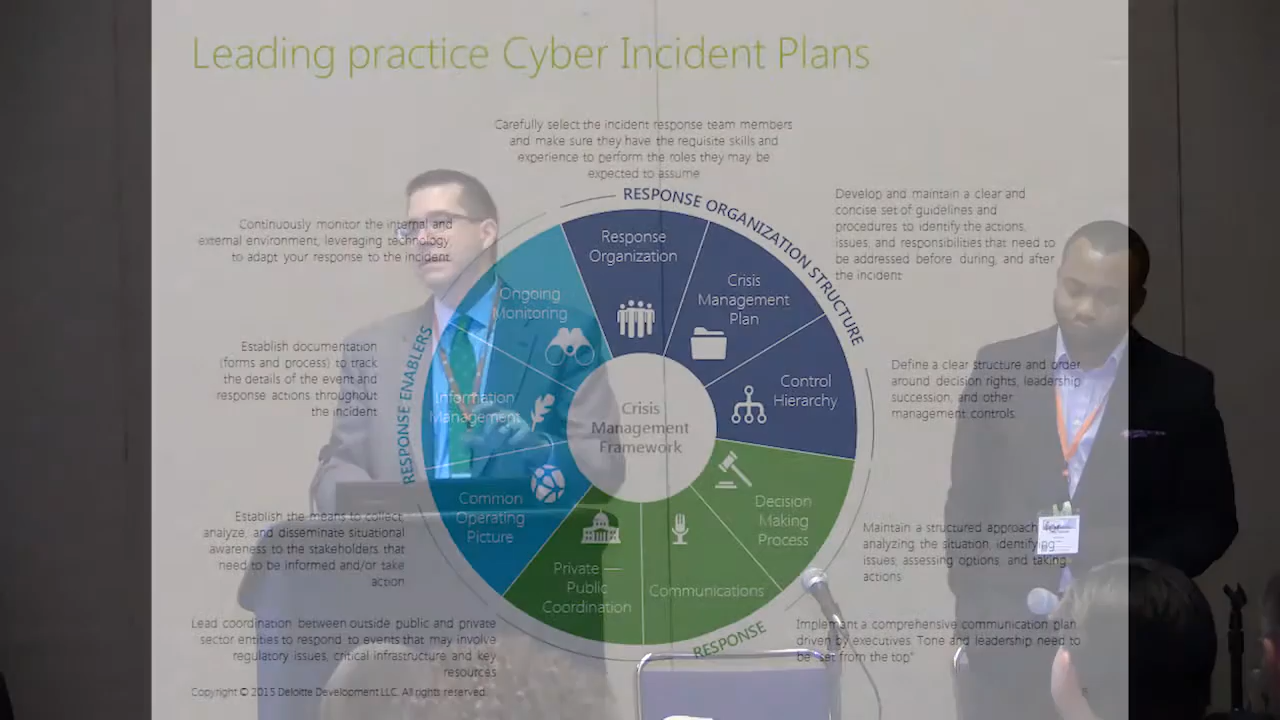 Leading practice Cyber Incident Plans
Carefully select the incident response team members
and make sure they have the requisite skills and
experience to perform the roles they may be
expected to assume
Continuously monitor the internal and
external environment, leveraging technology
to adapt your response to the incident
Develop and maintain a clear and
concise set of guidelines and
procedures to identify the actions,
issues, and responsibilities that need to
be addressed before during, and after
the incident
RESPONSE ORGANIZATION STRUCTURE
Response
Organization
Crisis
Management
Plan
Ongoing
Monitoring
Establish documentation
(forms and process) to track
the details of the event and
response actions throughout
the incident
RESPONSE ENABLERS
Information
Management
Crisis
Management
Framework
Control
Hierarchy
Define a clear structure and order
around decision rights, leadership
succession, and other
management controls
Common
Operating
Picture
Decision
Making
Process
Establish the means to collect,
analyze, and disseminate situational
awareness to the stakeholders that
need to be informed and/or take
action
Private —
Public
Coordination
Communications
Maintain a structured approach
analyzing the situation, identifying
issues, assessing options, and taking
actions
Lead coordination between outside public and private
sector entities to respond to events that may involve
regulatory issues, critical infrastructure and key
resources
RESPONSE
Implement a comprehensive communication plan
driven by executives. Tone and leadership need to
be "set from the top"
Copyright © 2015 Deloitte Development LLC. All rights reserved.